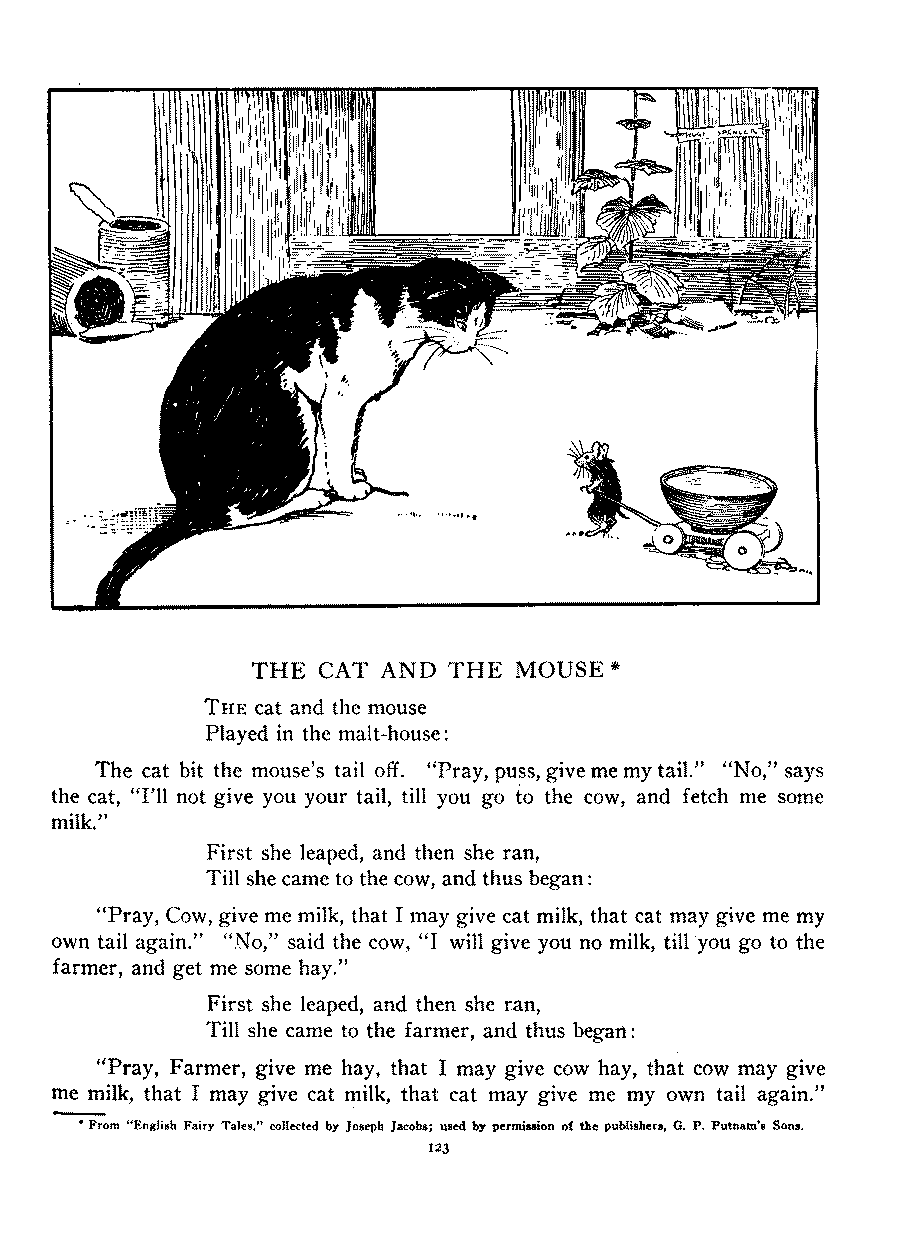 THE CAT AND THE MOUSE*
THE cat and the mouse
Played in the malt-house:
The cat bit the mouse's tail off. "Pray, puss, give me my tail." "No," says
the cat, "I'll not give you your tail, till you go to the cow, and fetch me some
milk."
First she leaped, and then she ran,
Till she came to the cow, and thus began:
"Pray, Cow, give me milk, that I may give cat milk, that cat may give me my
own tail again." "No," said the cow, "I will give you no milk, till you go to the
farmer, and get me some hay."
First she leaped, and then she ran,
Till she came to the farmer, and thus began:
"Pray, Farmer, give me hay, that I may give cow hay, that cow may give
me milk, that I may give cat milk, that cat may give me my own tail again."
* From "English Fairy Tales," collected by Joseph Jacobs; used by permission of the publishers, G. P. Putnam's Sons.
123